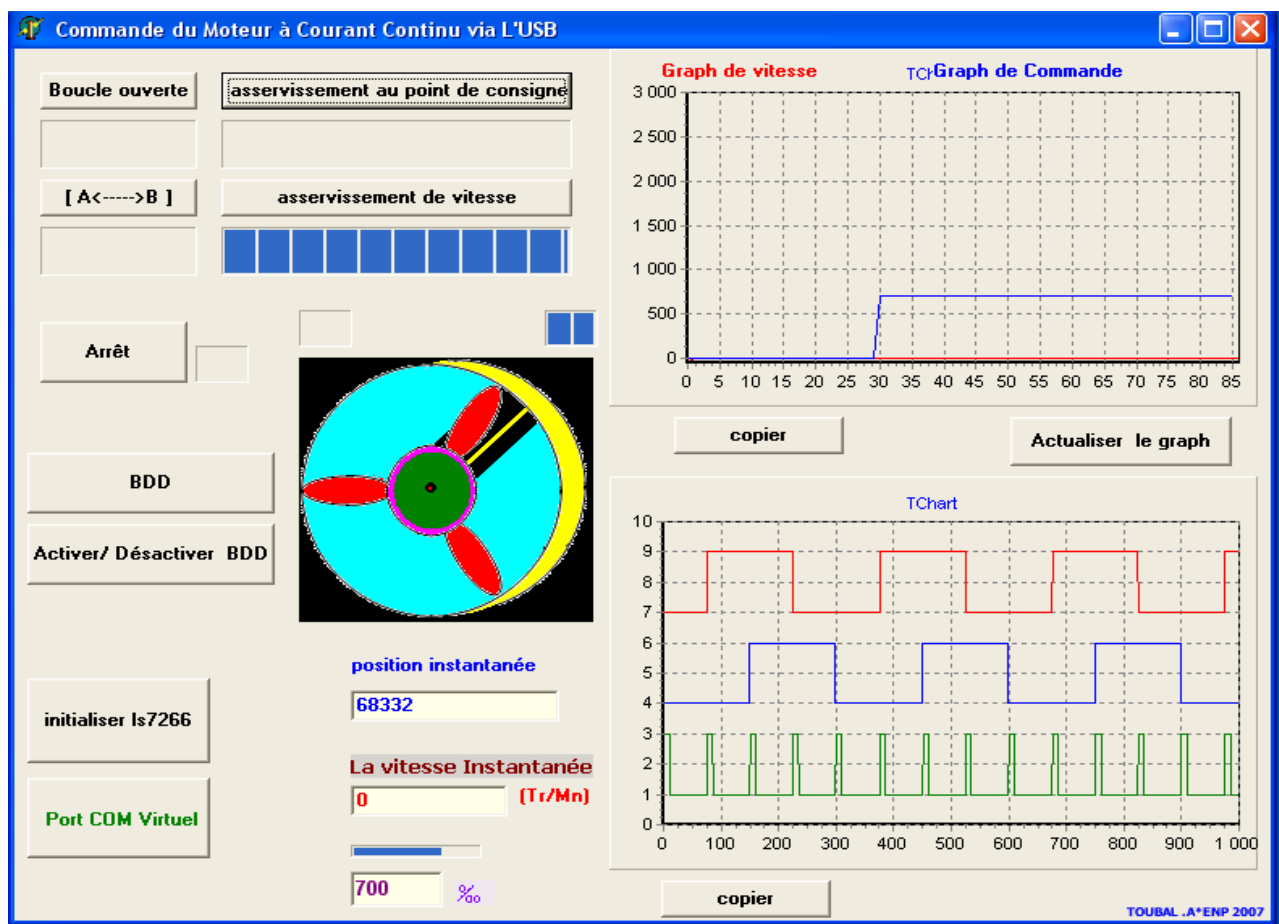 Commande du Moteur à Courant Continu via L'USB
Boucle ouverte
asservissement au point de consigne
[ A<----->B ]
asservissement de vitesse
Arrêt
BDD
Activer/ Désactiver BDD
initialiser ls7266
Port COM Virtuel
position instantanée
68332
La vitesse Instantanée
0 (Tr/Mn)
700 ‰
Graph de vitesse
Graph de Commande
3 000
2 500
2 000
1 500
1 000
500
0
0 5 10 15 20 25 30 35 40 45 50 55 60 65 70 75 80 85
copier
Actualiser le graph
TChart
10
9
8
7
6
5
4
3
2
1
0
0 100 200 300 400 500 600 700 800 900 1 000
copier
TOUBAL .A*ENP 2007